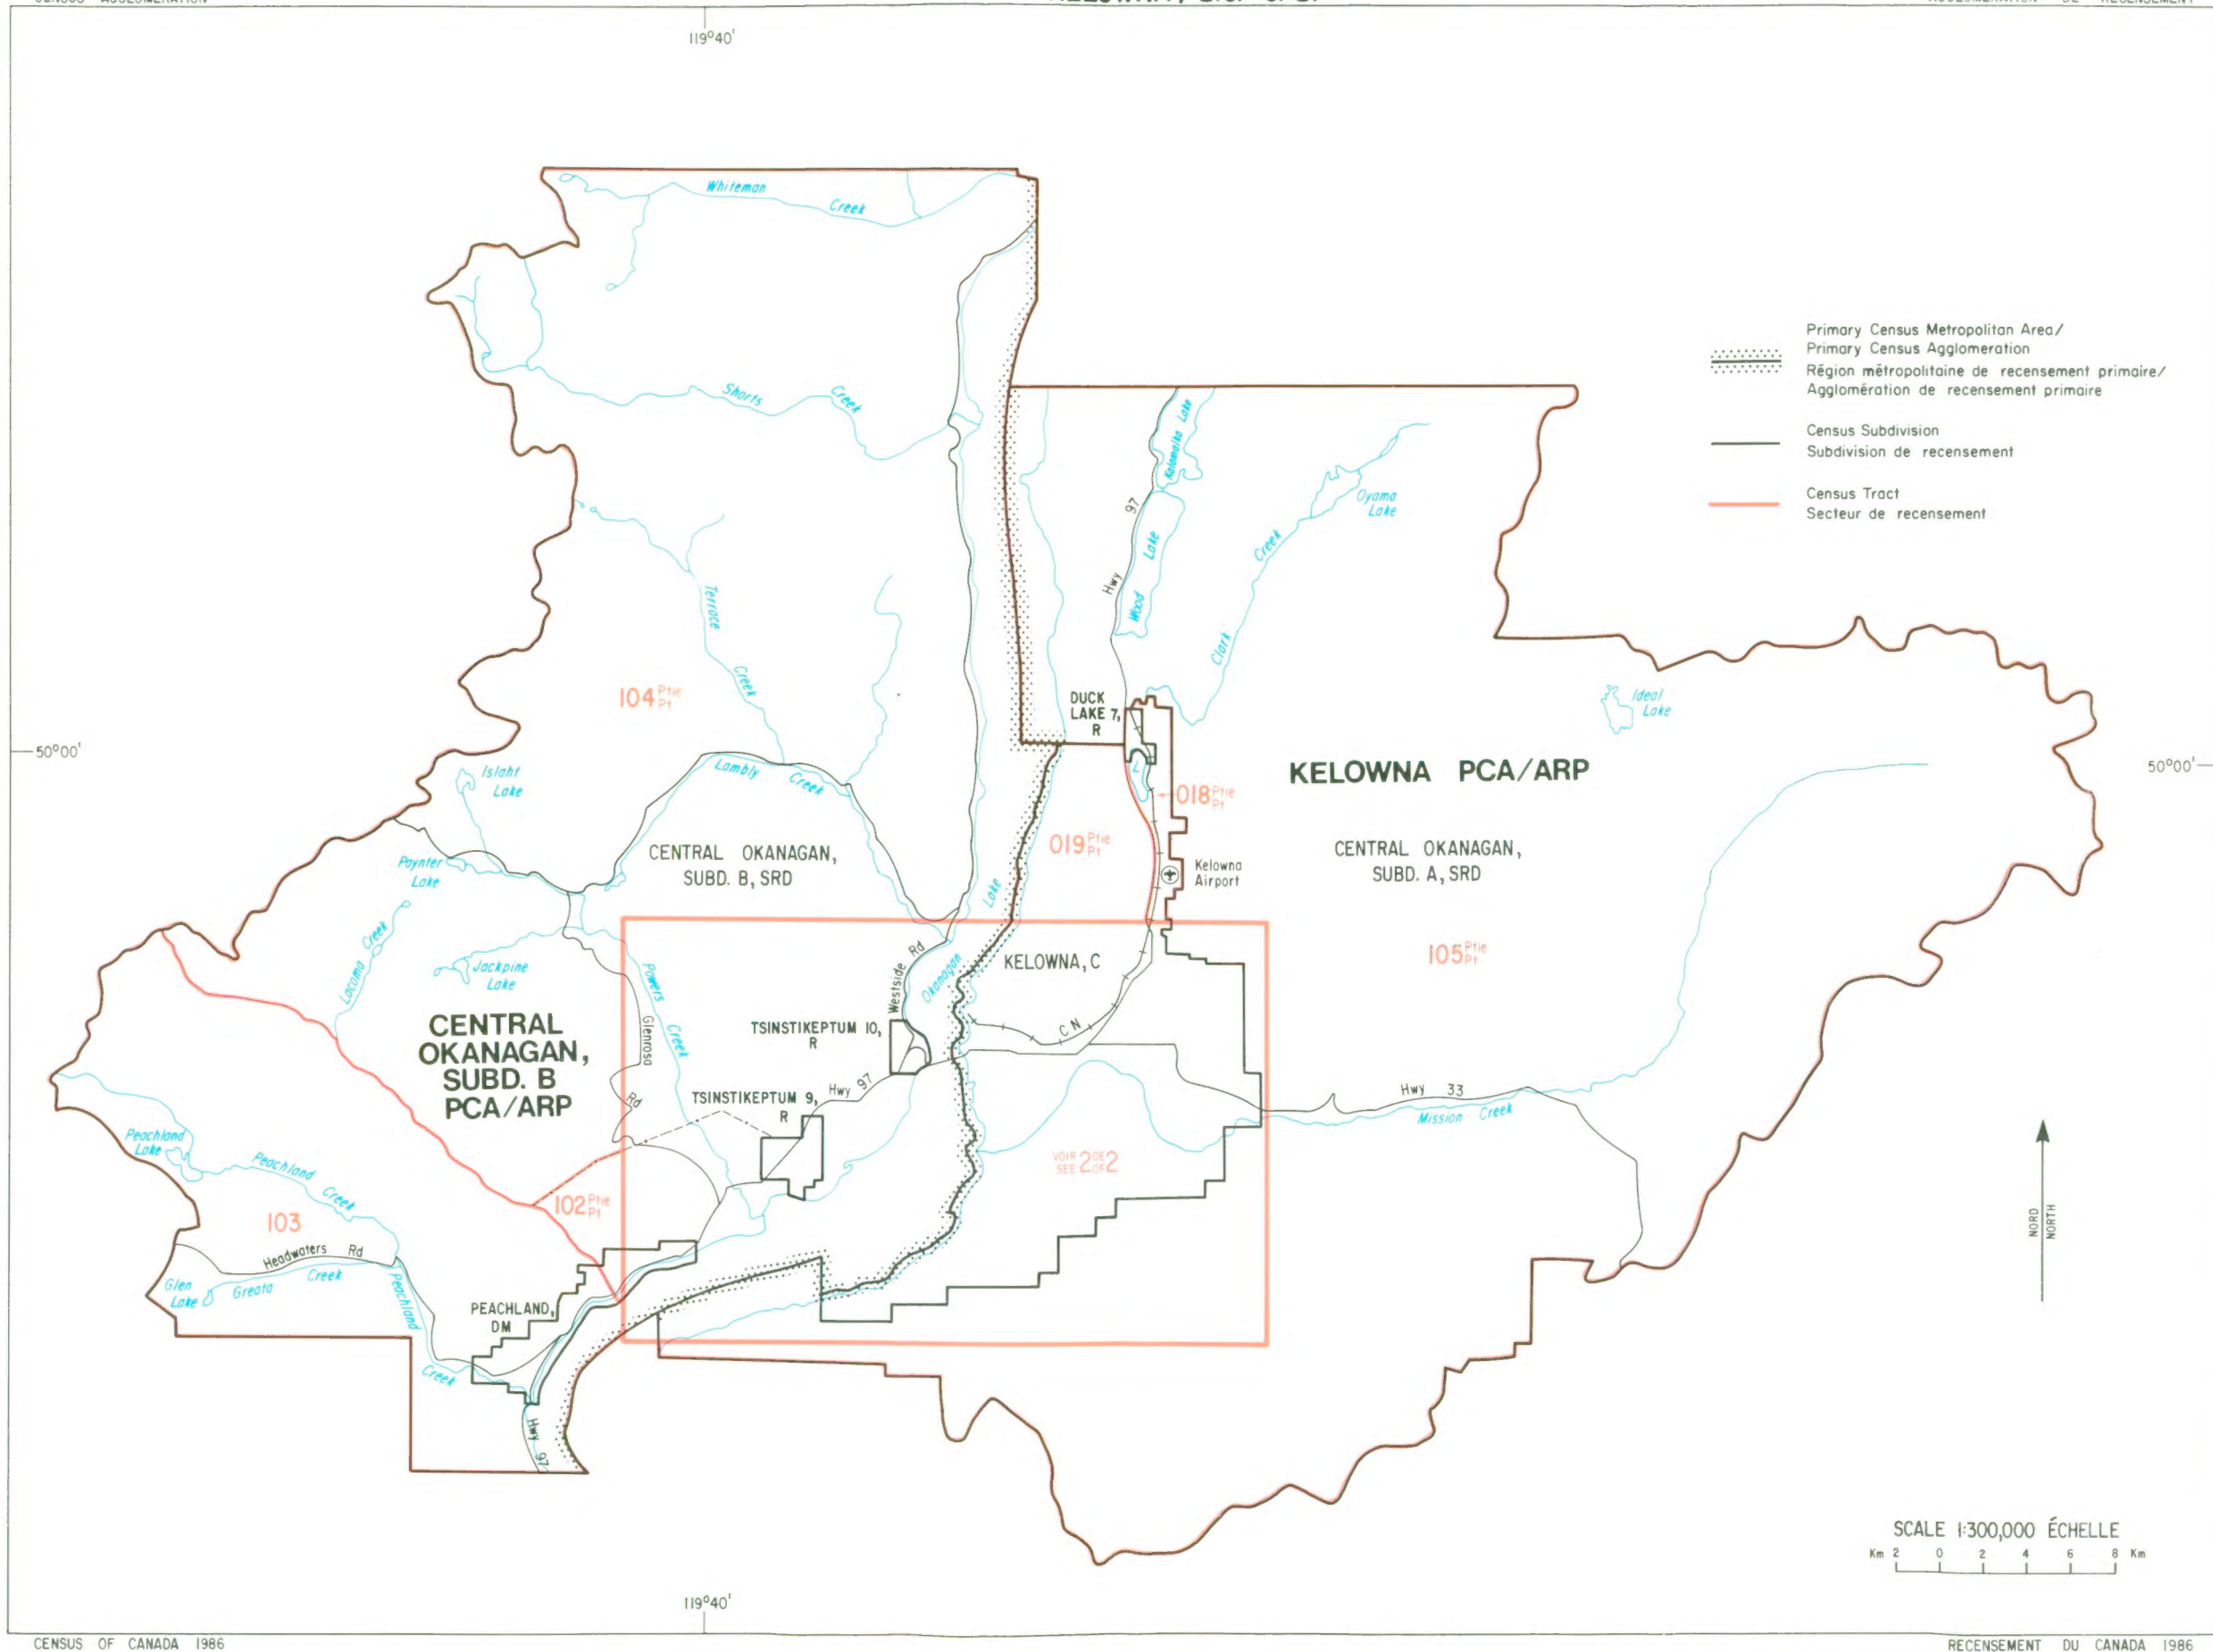 119°40'
Whiteman
Creek
Primary Census Metropolitan Area/
Primary Census Agglomeration
Région métropolitaine de recensement primaire/
Agglomération de recensement primaire
Census Subdivision
Subdivision de recensement
Census Tract
Secteur de recensement
Shorts
Creek
Kalamalka Lake
Oyama
Lake
Hwy 97
Wood Lake
Clark Creek
Terrace
Creek
104 Ptie
Pt
DUCK
LAKE 7,
R
Ideal
Lake
50°00'
50°00'
Islaht
Lake
Lambly Creek
L
KELOWNA PCA/ARP
018 Ptie
Pt
019 Ptie
Pt
CENTRAL OKANAGAN,
SUBD. B, SRD
CENTRAL OKANAGAN,
SUBD. A, SRD
Paynter
Lake
Kelowna
Airport
Okanagan Lake
Lacoma Creek
Jackpine
Lake
Powers
Creek
Westside Rd
KELOWNA, C
105 Ptie
Pt
CENTRAL
OKANAGAN,
SUBD. B
PCA/ARP
Glenrosa
Rd
TSINSTIKEPTUM 10,
R
C N
TSINSTIKEPTUM 9,
R
Hwy 97
Hwy 33
Mission Creek
Peachland
Lake
Peachland
Creek
VOIR 2 DE 2
SEE 2 OF 2
102 Ptie
Pt
103
Headwaters Rd
Glen
Lake
Greata Creek
Peachland
Creek
PEACHLAND,
DM
Hwy 97
NORD
NORTH
SCALE 1:300,000 ÉCHELLE
Km 2 0 2 4 6 8 Km
119°40'
CENSUS OF CANADA 1986
RECENSEMENT DU CANADA 1986